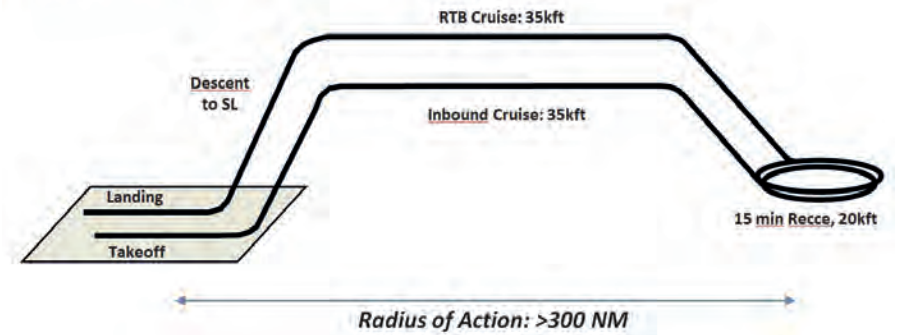 RTB Cruise: 35kft
Descent
to SL
Inbound Cruise: 35kft
Landing
Takeoff
15 min Recce, 20kft
Radius of Action: >300 NM